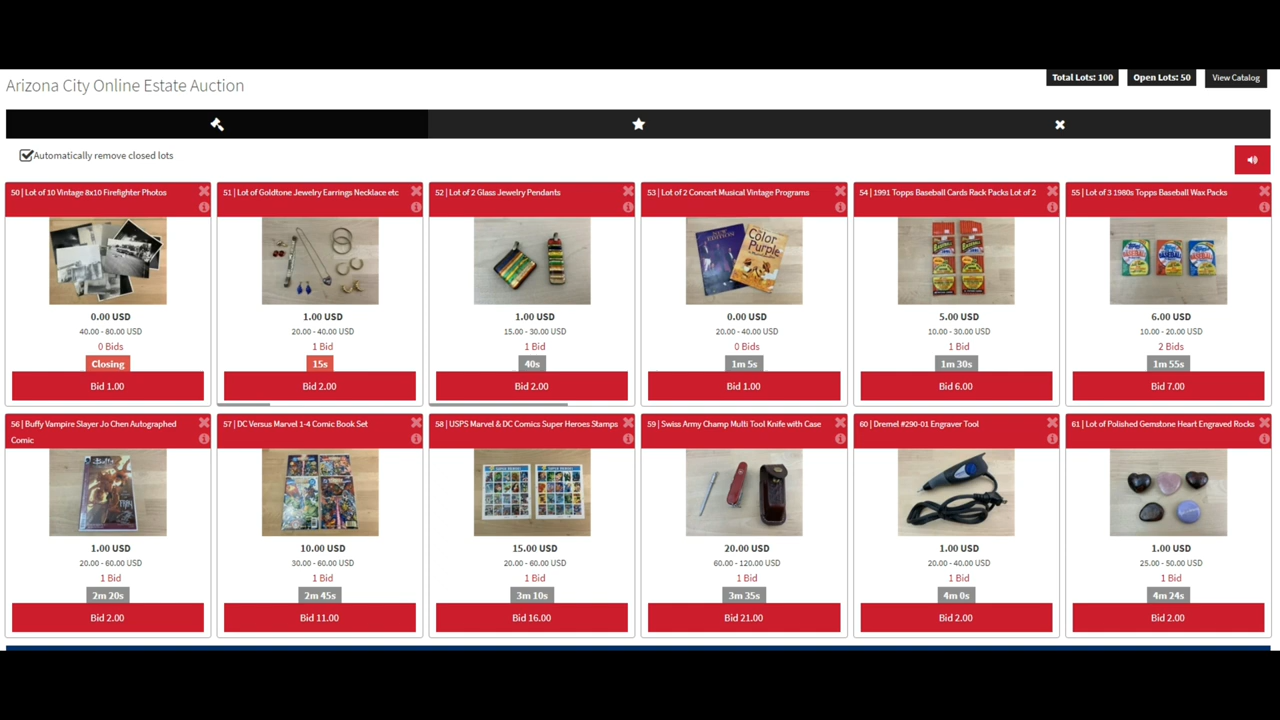 Arizona City Online Estate Auction
Total Lots: 100
Open Lots: 50
View Catalog
Automatically remove closed lots
50 | Lot of 10 Vintage 8x10 Firefighter Photos
0.00 USD
40.00 - 80.00 USD
0 Bids
Closing
Bid 1.00
51 | Lot of Goldtone Jewelry Earrings Necklace etc
1.00 USD
20.00 - 40.00 USD
1 Bid
15s
Bid 2.00
52 | Lot of 2 Glass Jewelry Pendants
1.00 USD
15.00 - 30.00 USD
1 Bid
40s
Bid 2.00
53 | Lot of 2 Concert Musical Vintage Programs
NEW EDITION
The Color Purple
0.00 USD
20.00 - 40.00 USD
0 Bids
1m 5s
Bid 1.00
54 | 1991 Topps Baseball Cards Rack Packs Lot of 2
5.00 USD
10.00 - 30.00 USD
1 Bid
1m 30s
Bid 6.00
55 | Lot of 3 1980s Topps Baseball Wax Packs
BASEBALL
BASEBALL
BASEBALL
6.00 USD
10.00 - 20.00 USD
2 Bids
1m 55s
Bid 7.00
56 | Buffy Vampire Slayer Jo Chen Autographed
Comic
Buffy
1.00 USD
20.00 - 60.00 USD
1 Bid
2m 20s
Bid 2.00
57 | DC Versus Marvel 1-4 Comic Book Set
10.00 USD
30.00 - 60.00 USD
1 Bid
2m 45s
Bid 11.00
58 | USPS Marvel & DC Comics Super Heroes Stamps
15.00 USD
20.00 - 60.00 USD
1 Bid
3m 10s
Bid 16.00
59 | Swiss Army Champ Multi Tool Knife with Case
20.00 USD
60.00 - 120.00 USD
1 Bid
3m 35s
Bid 21.00
60 | Dremel #290-01 Engraver Tool
1.00 USD
20.00 - 40.00 USD
1 Bid
4m 0s
Bid 2.00
61 | Lot of Polished Gemstone Heart Engraved Rocks
1.00 USD
25.00 - 50.00 USD
1 Bid
4m 24s
Bid 2.00